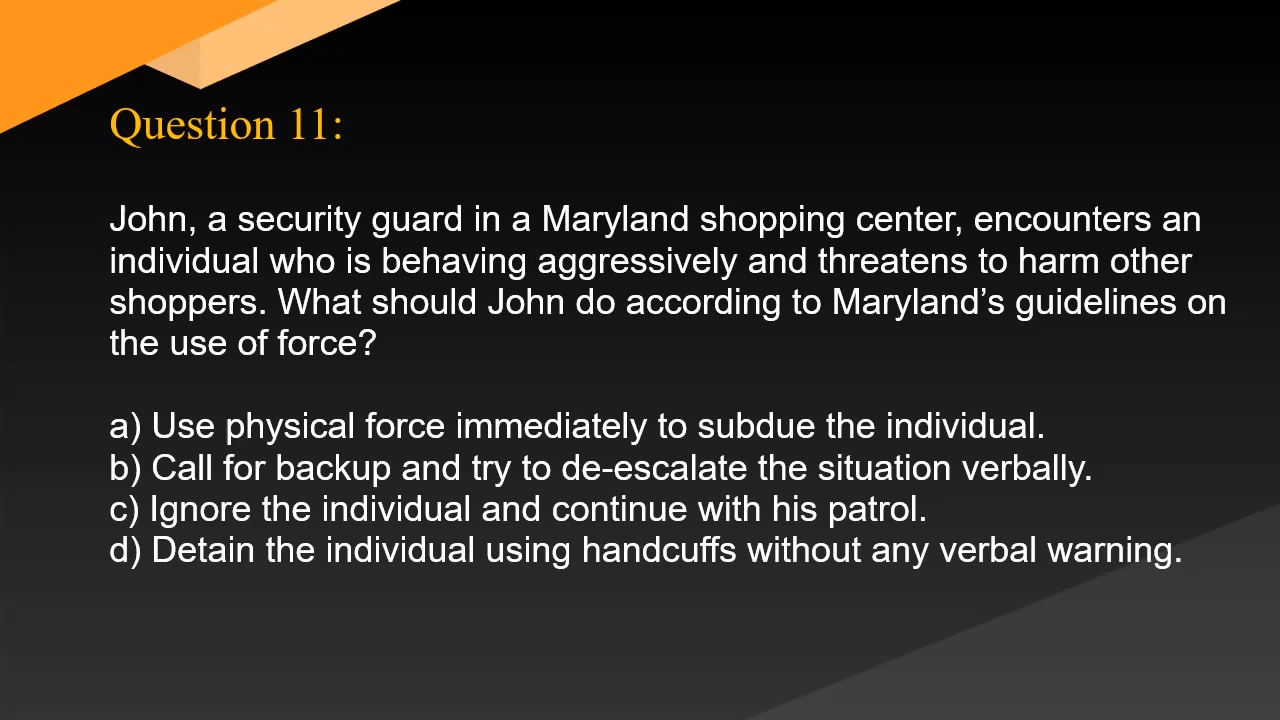 Question 11:
John, a security guard in a Maryland shopping center, encounters an
individual who is behaving aggressively and threatens to harm other
shoppers. What should John do according to Maryland’s guidelines on
the use of force?
a) Use physical force immediately to subdue the individual.
b) Call for backup and try to de-escalate the situation verbally.
c) Ignore the individual and continue with his patrol.
d) Detain the individual using handcuffs without any verbal warning.